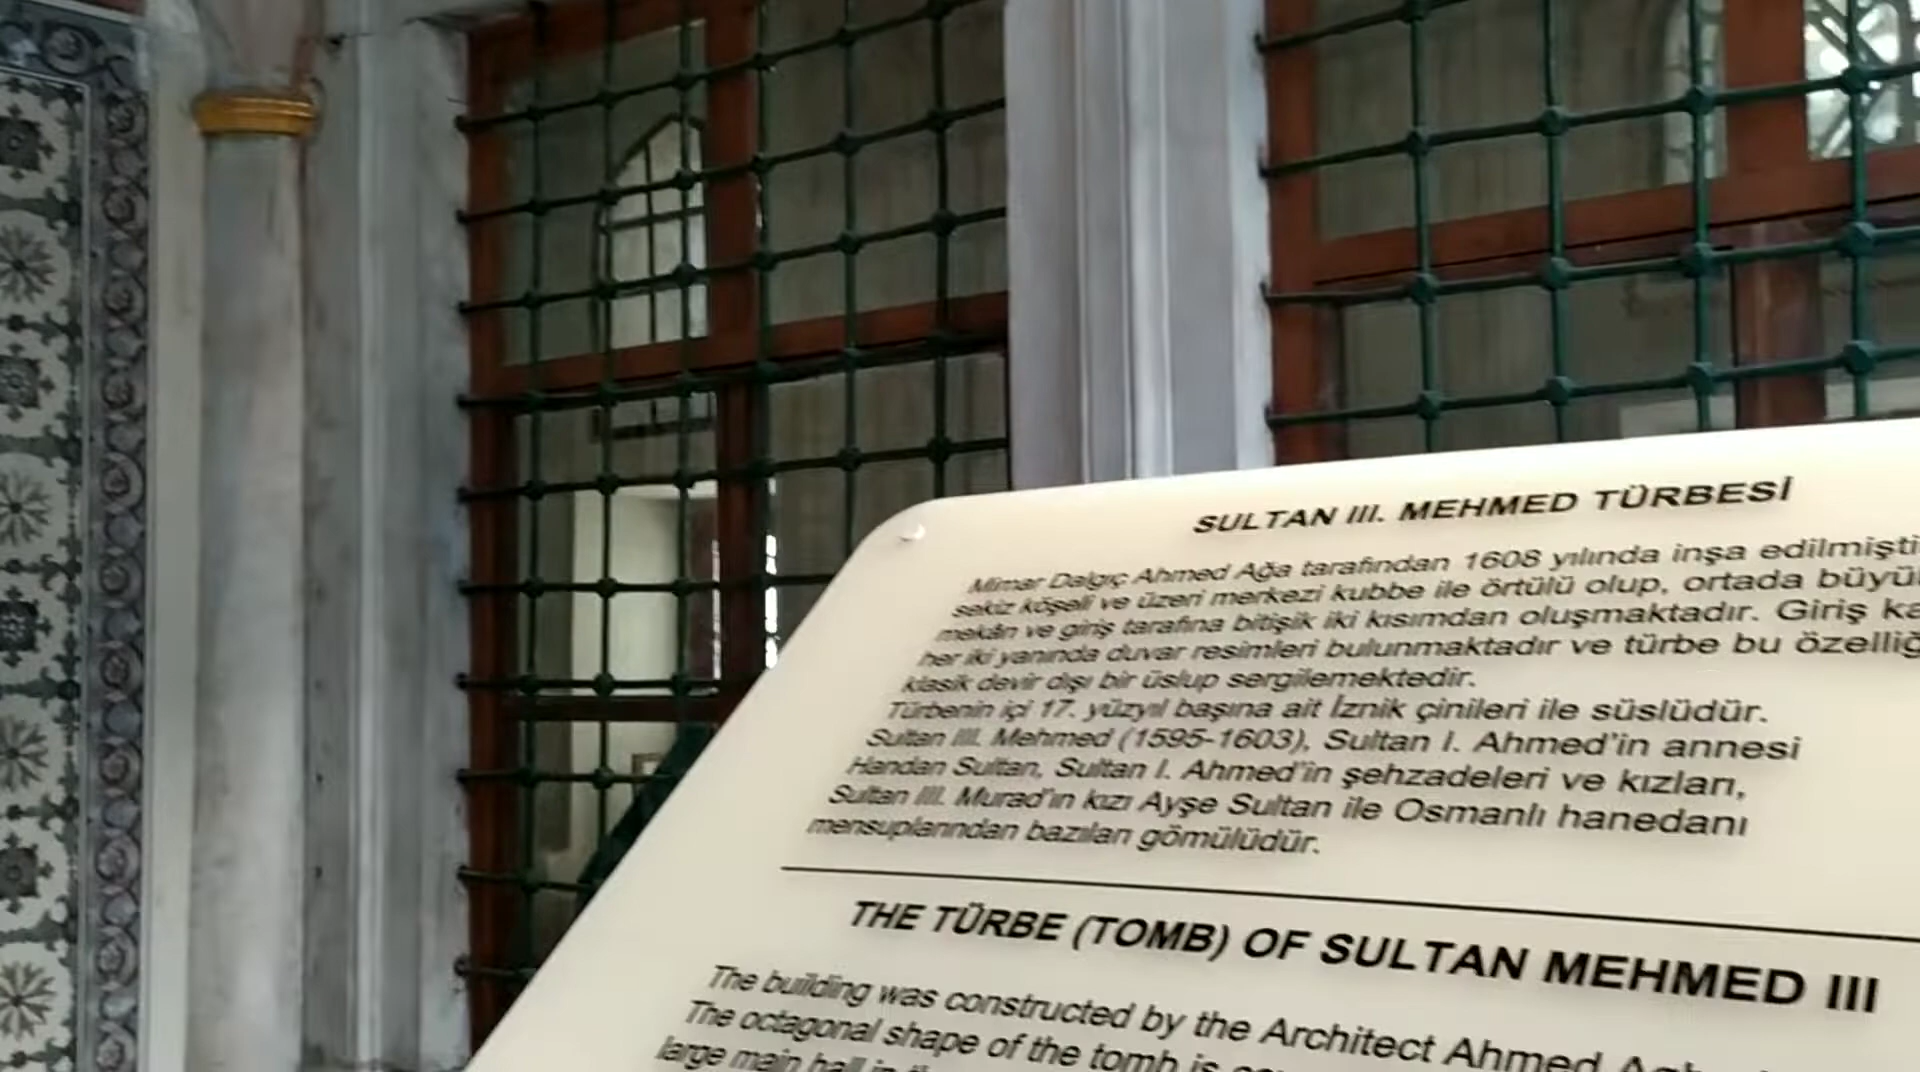 SULTAN III. MEHMED TÜRBESİ
Mimar Dalgıç Ahmed Ağa tarafından 1608 yılında inşa edilmişti
sekiz köşeli ve üzeri merkezi kubbe ile örtülü olup, ortada büyü
mekân ve giriş tarafına bitişik iki kısımdan oluşmaktadır. Giriş ka
her iki yanında duvar resimleri bulunmaktadır ve türbe bu özelliğ
klasik devir dışı bir üslup sergilemektedir.
Türbenin içi 17. yüzyıl başına ait İznik çinileri ile süslüdür.
Sultan III. Mehmed (1595-1603), Sultan I. Ahmed'in annesi
Handan Sultan, Sultan I. Ahmed'in şehzadeleri ve kızları,
Sultan III. Murad'ın kızı Ayşe Sultan ile Osmanlı hanedanı
mensuplarından bazıları gömülüdür.
THE TÜRBE (TOMB) OF SULTAN MEHMED III
The building was constructed by the Architect Ahmed
The octagonal shape of the tomb is
large main hall in